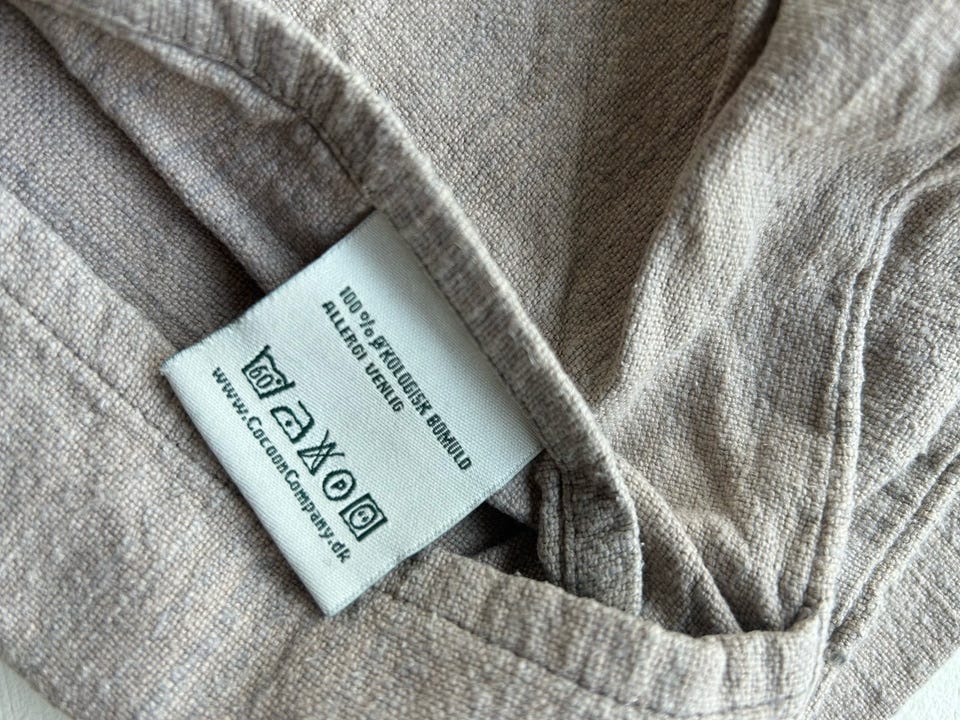 100% ØKOLOGISK BOMULD
ALLERGI VENLIG
60
P
www.CocoonCompany.dk